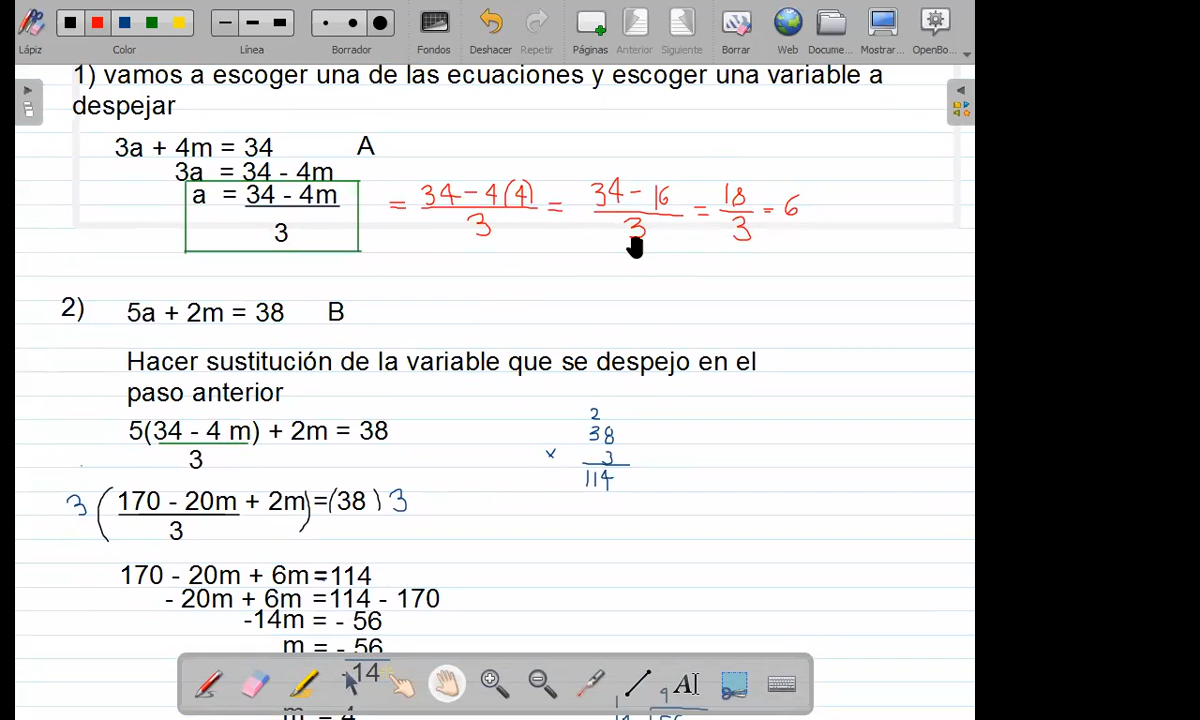 Lápiz Color Línea Borrador Fondos Deshacer Repetir Páginas Anterior Siguiente Borrar Web Docume... Mostrar... OpenBo...
1) vamos a escoger una de las ecuaciones y escoger una variable a
despejar
3a + 4m = 34 A
3a = 34 - 4m
a = 34 - 4m
3
= 34 - 4(4) / 3 = 34 - 16 / 3 = 18 / 3 = 6
2) 5a + 2m = 38 B
Hacer sustitución de la variable que se despejo en el
paso anterior
5(34 - 4 m) + 2m = 38
3
2
38
x 3
114
3 (170 - 20m + 2m) = (38) 3
3
170 - 20m + 6m = 114
- 20m + 6m = 114 - 170
-14m = - 56
m = - 56
14
m = 4